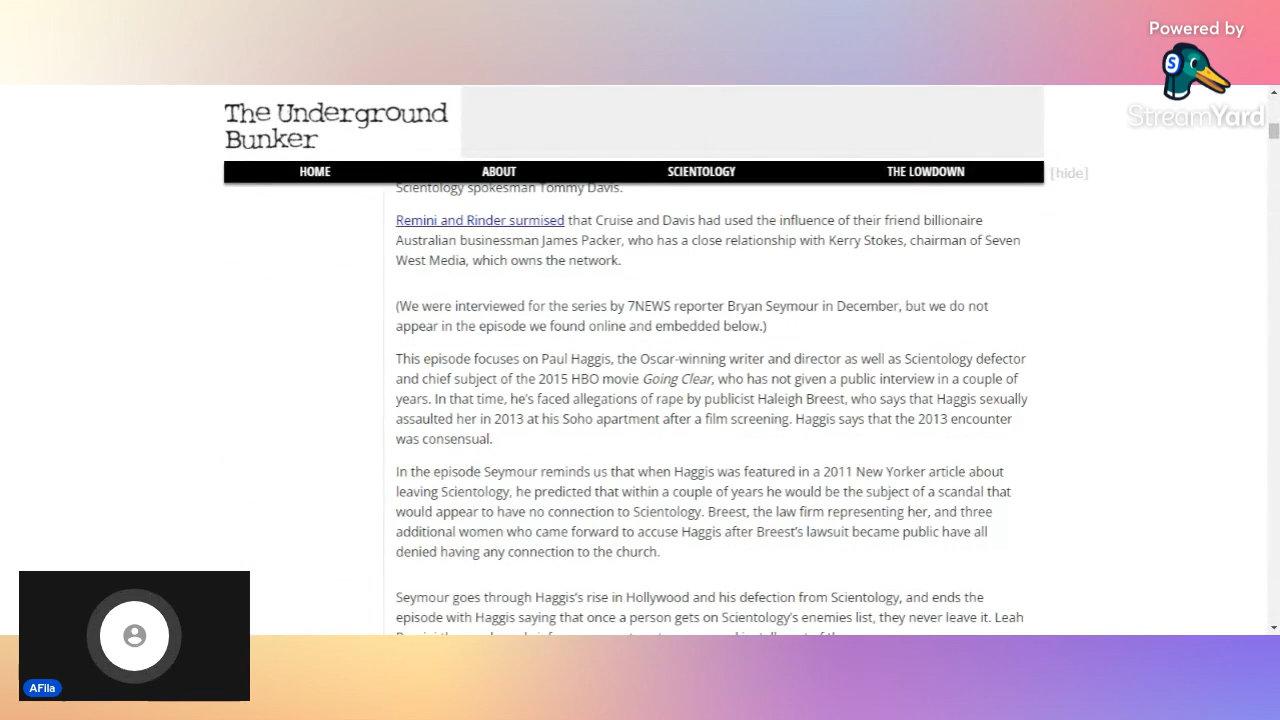 Powered by
StreamYard
The Underground
Bunker
HOME ABOUT SCIENTOLOGY THE LOWDOWN
[hide]
Scientology spokesman Tommy Davis.
Remini and Rinder surmised that Cruise and Davis had used the influence of their friend billionaire
Australian businessman James Packer, who has a close relationship with Kerry Stokes, chairman of Seven
West Media, which owns the network.
(We were interviewed for the series by 7NEWS reporter Bryan Seymour in December, but we do not
appear in the episode we found online and embedded below.)
This episode focuses on Paul Haggis, the Oscar-winning writer and director as well as Scientology defector
and chief subject of the 2015 HBO movie Going Clear, who has not given a public interview in a couple of
years. In that time, he's faced allegations of rape by publicist Haleigh Breest, who says that Haggis sexually
assaulted her in 2013 at his Soho apartment after a film screening. Haggis says that the 2013 encounter
was consensual.
In the episode Seymour reminds us that when Haggis was featured in a 2011 New Yorker article about
leaving Scientology, he predicted that within a couple of years he would be the subject of a scandal that
would appear to have no connection to Scientology. Breest, the law firm representing her, and three
additional women who came forward to accuse Haggis after Breest's lawsuit became public have all
denied having any connection to the church.
Seymour goes through Haggis's rise in Hollywood and his defection from Scientology, and ends the
episode with Haggis saying that once a person gets on Scientology's enemies list, they never leave it. Leah
AFila